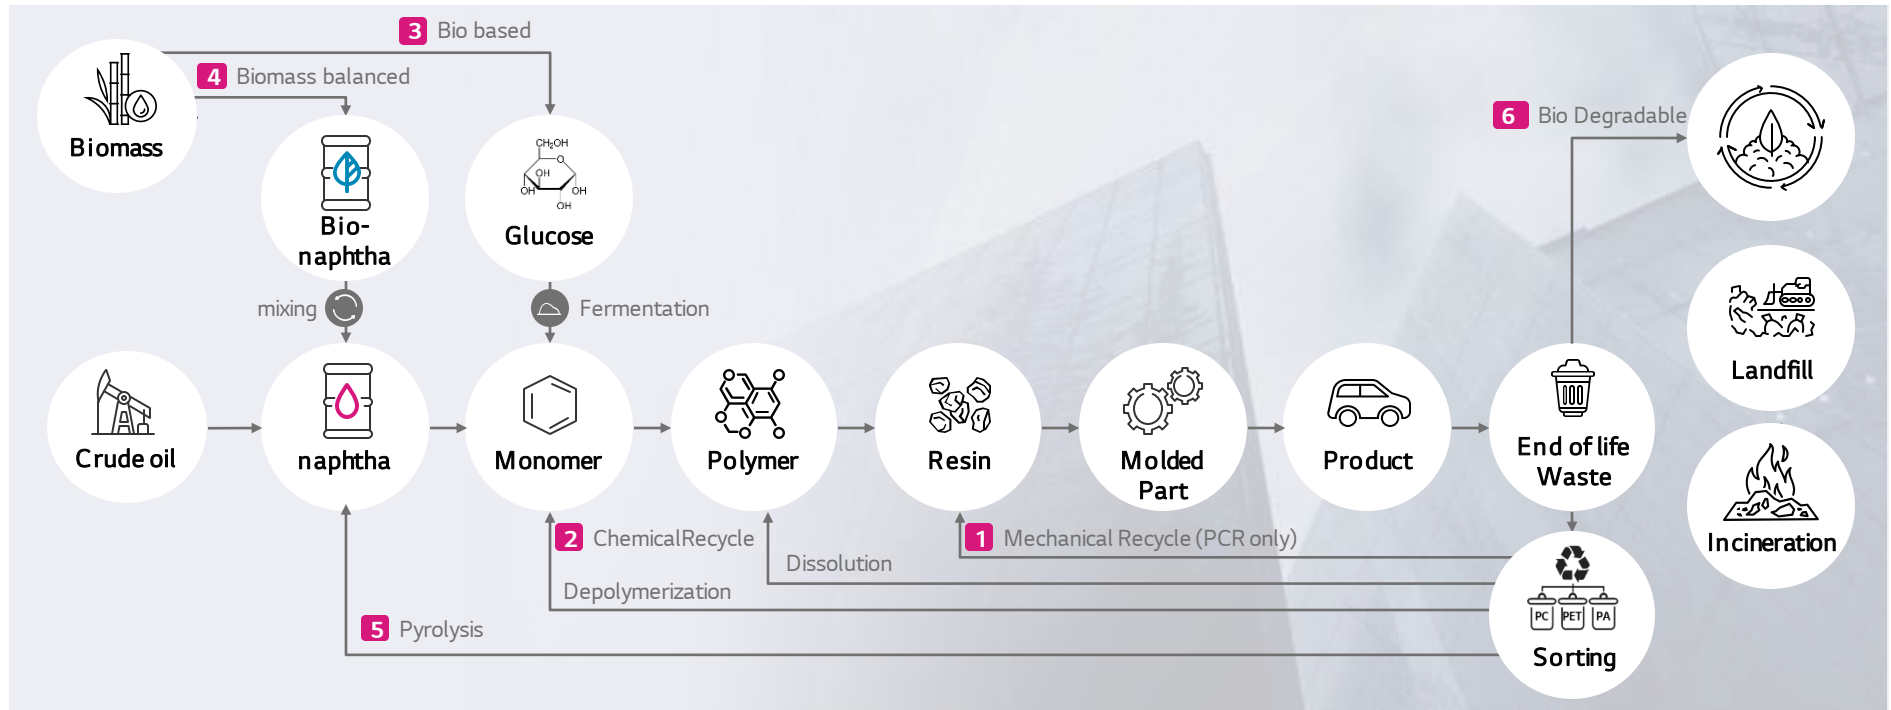 3 Bio based
4 Biomass balanced
Biomass
6 Bio Degradable
CH₂OH
O
OH
OH
OH
OH
Bio-
naphtha
Glucose
mixing
Fermentation
Landfill
Crude oil
naphtha
Monomer
Polymer
Resin
Molded
Part
Product
End of life
Waste
2 ChemicalRecycle
1 Mechanical Recycle (PCR only)
Incineration
Dissolution
Depolymerization
PC PET PA
5 Pyrolysis
Sorting